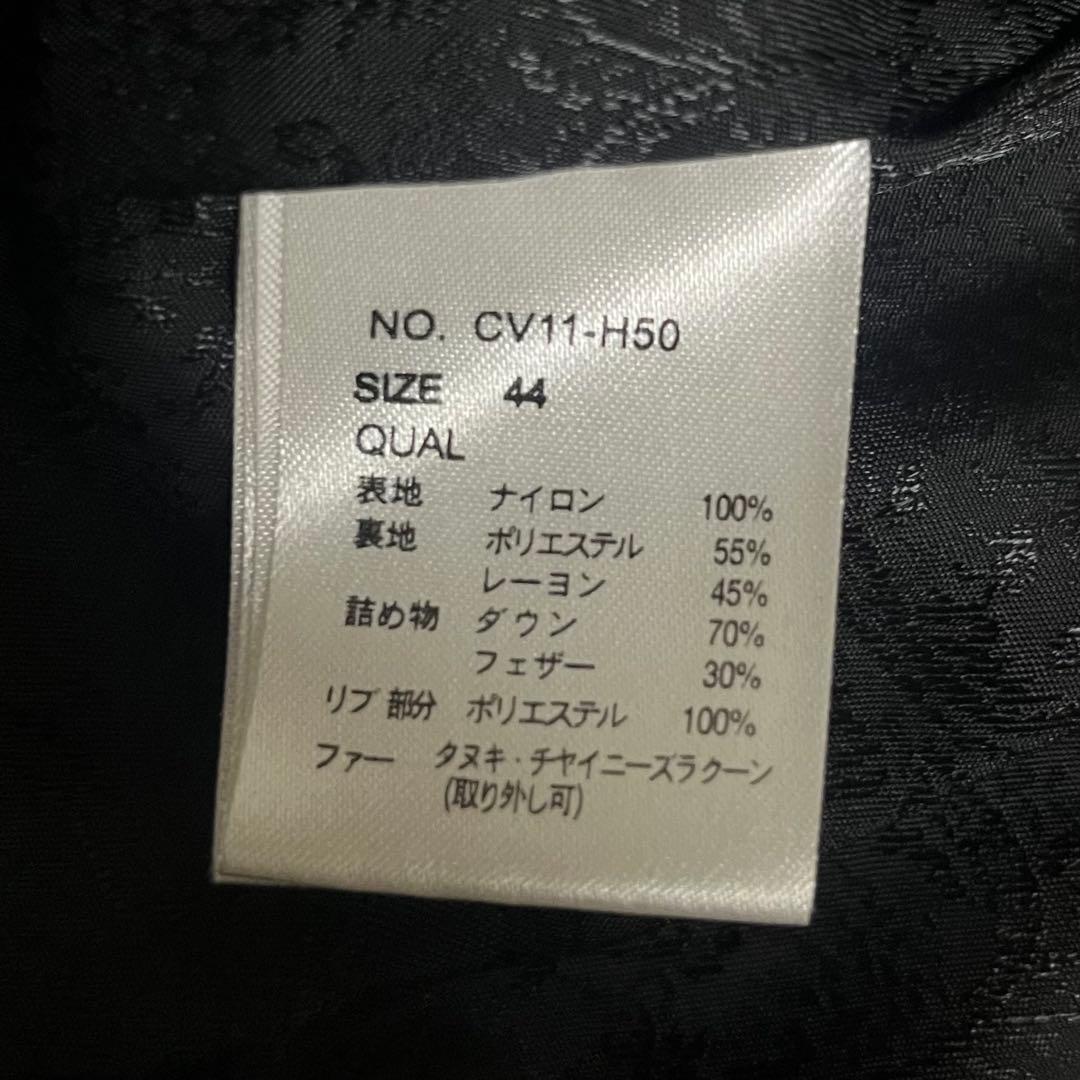 NO. CV11-H50
SIZE 44
QUAL
表地 ナイロン 100%
裏地 ポリエステル 55%
レーヨン 45%
詰め物 ダウン 70%
フェザー 30%
リブ部分 ポリエステル 100%
ファー タヌキ・チヤイニーズラクーン
(取り外し可)